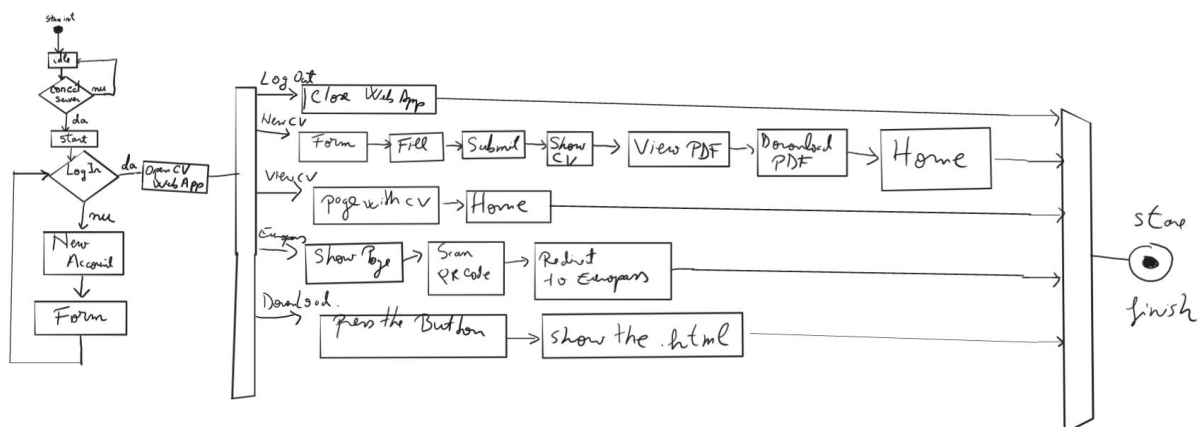 stare init
idle
conect
server
nu
da
start
Log In
da
nu
New
Account
Form
Open CV
Web App
Log Out
Close Web App
New CV
Form
Fill
Submit
Show
CV
View PDF
Download
PDF
Home
View CV
page with CV
Home
Europass
Show Page
Scan
QR Code
Redirect
to Europass
Download.
Press the Button
show the .html
stare
finish